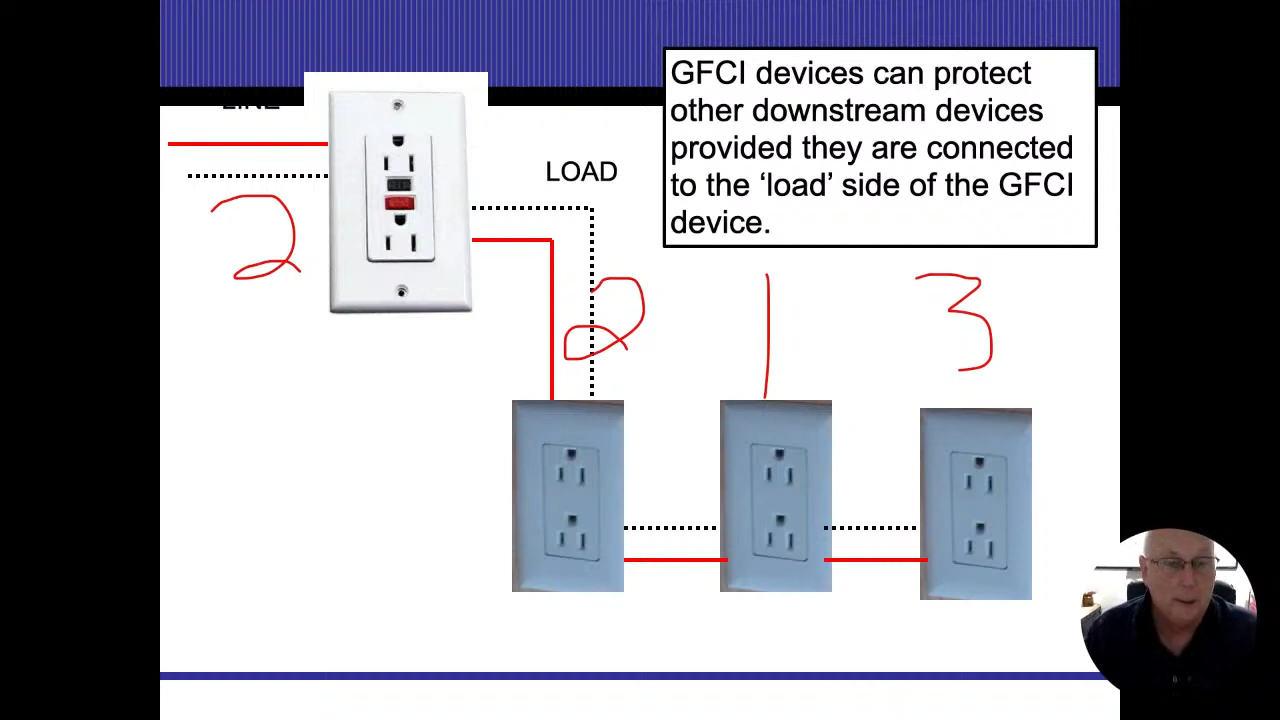 GFCI devices can protect
other downstream devices
provided they are connected
to the ‘load’ side of the GFCI
device.
LINE
LOAD
2
2
1
3